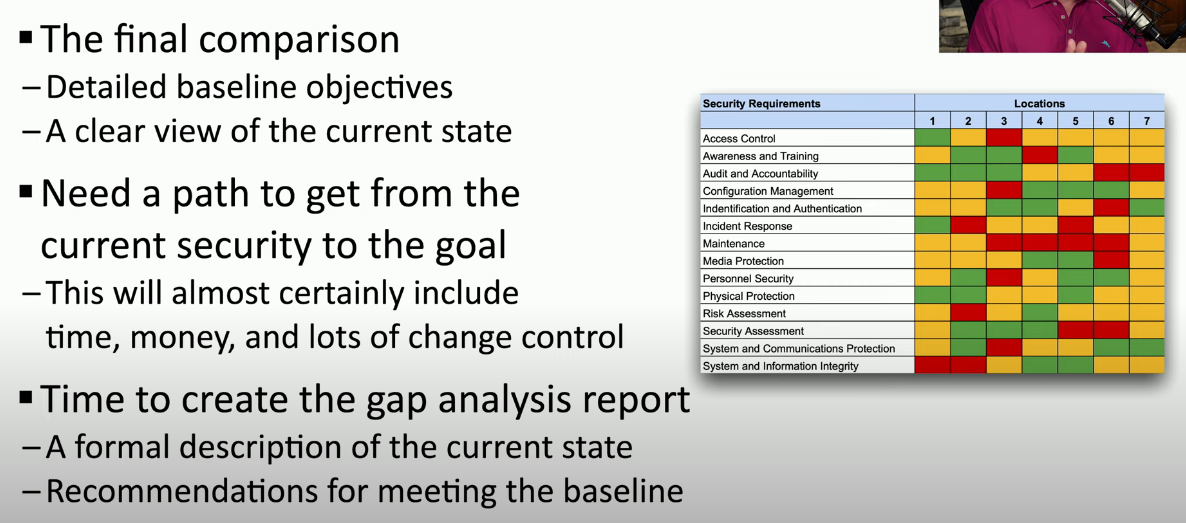 ▪ The final comparison
– Detailed baseline objectives
– A clear view of the current state
▪ Need a path to get from the
current security to the goal
– This will almost certainly include
time, money, and lots of change control
▪ Time to create the gap analysis report
– A formal description of the current state
– Recommendations for meeting the baseline
Security Requirements Locations
1 2 3 4 5 6 7
Access Control
Awareness and Training
Audit and Accountability
Configuration Management
Indentification and Authentication
Incident Response
Maintenance
Media Protection
Personnel Security
Physical Protection
Risk Assessment
Security Assessment
System and Communications Protection
System and Information Integrity